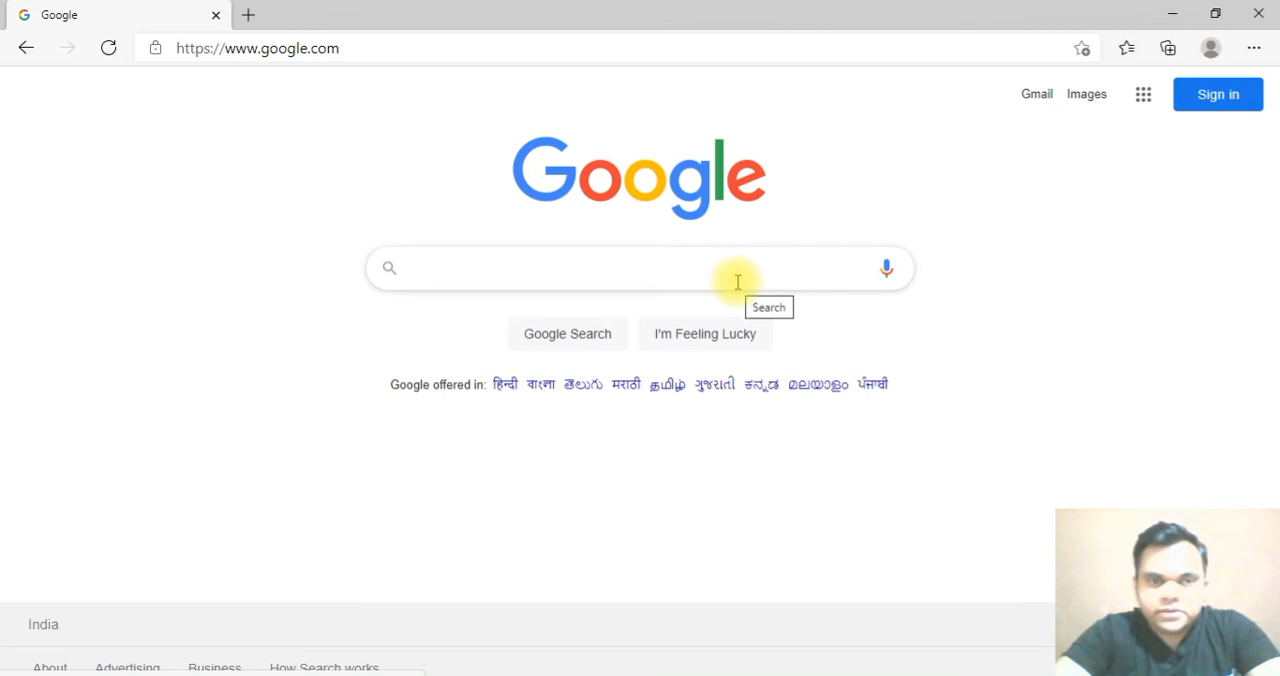 Google
https://www.google.com
Gmail Images Sign in
Google
Search
Google Search I'm Feeling Lucky
Google offered in: हिन्दी বাংলা తెలుగు मराठी தமிழ் ગુજરાતી ಕನ್ನಡ മലയാളം ਪੰਜਾਬੀ
India
About Advertising Business How Search works